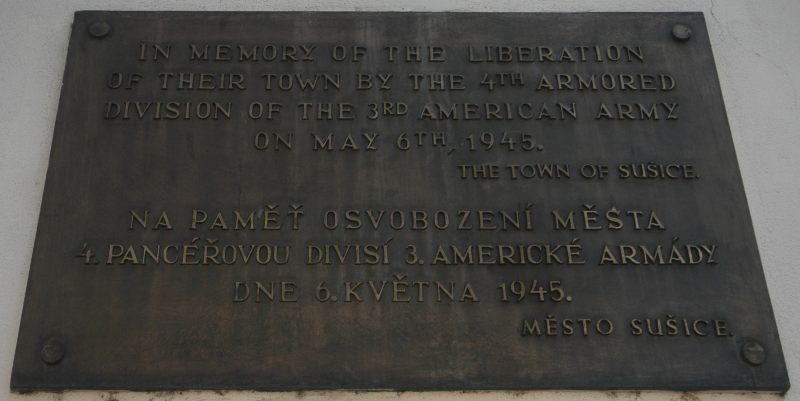 IN MEMORY OF THE LIBERATION
OF THEIR TOWN BY THE 4TH ARMORED
DIVISION OF THE 3RD AMERICAN ARMY
ON MAY 6TH, 1945.
THE TOWN OF SUŠICE.
NA PAMĚŤ OSVOBOZENÍ MĚSTA
4. PANCÉŘOVOU DIVISÍ 3. AMERICKÉ ARMÁDY
DNE 6. KVĚTNA 1945.
MĚSTO SUŠICE.